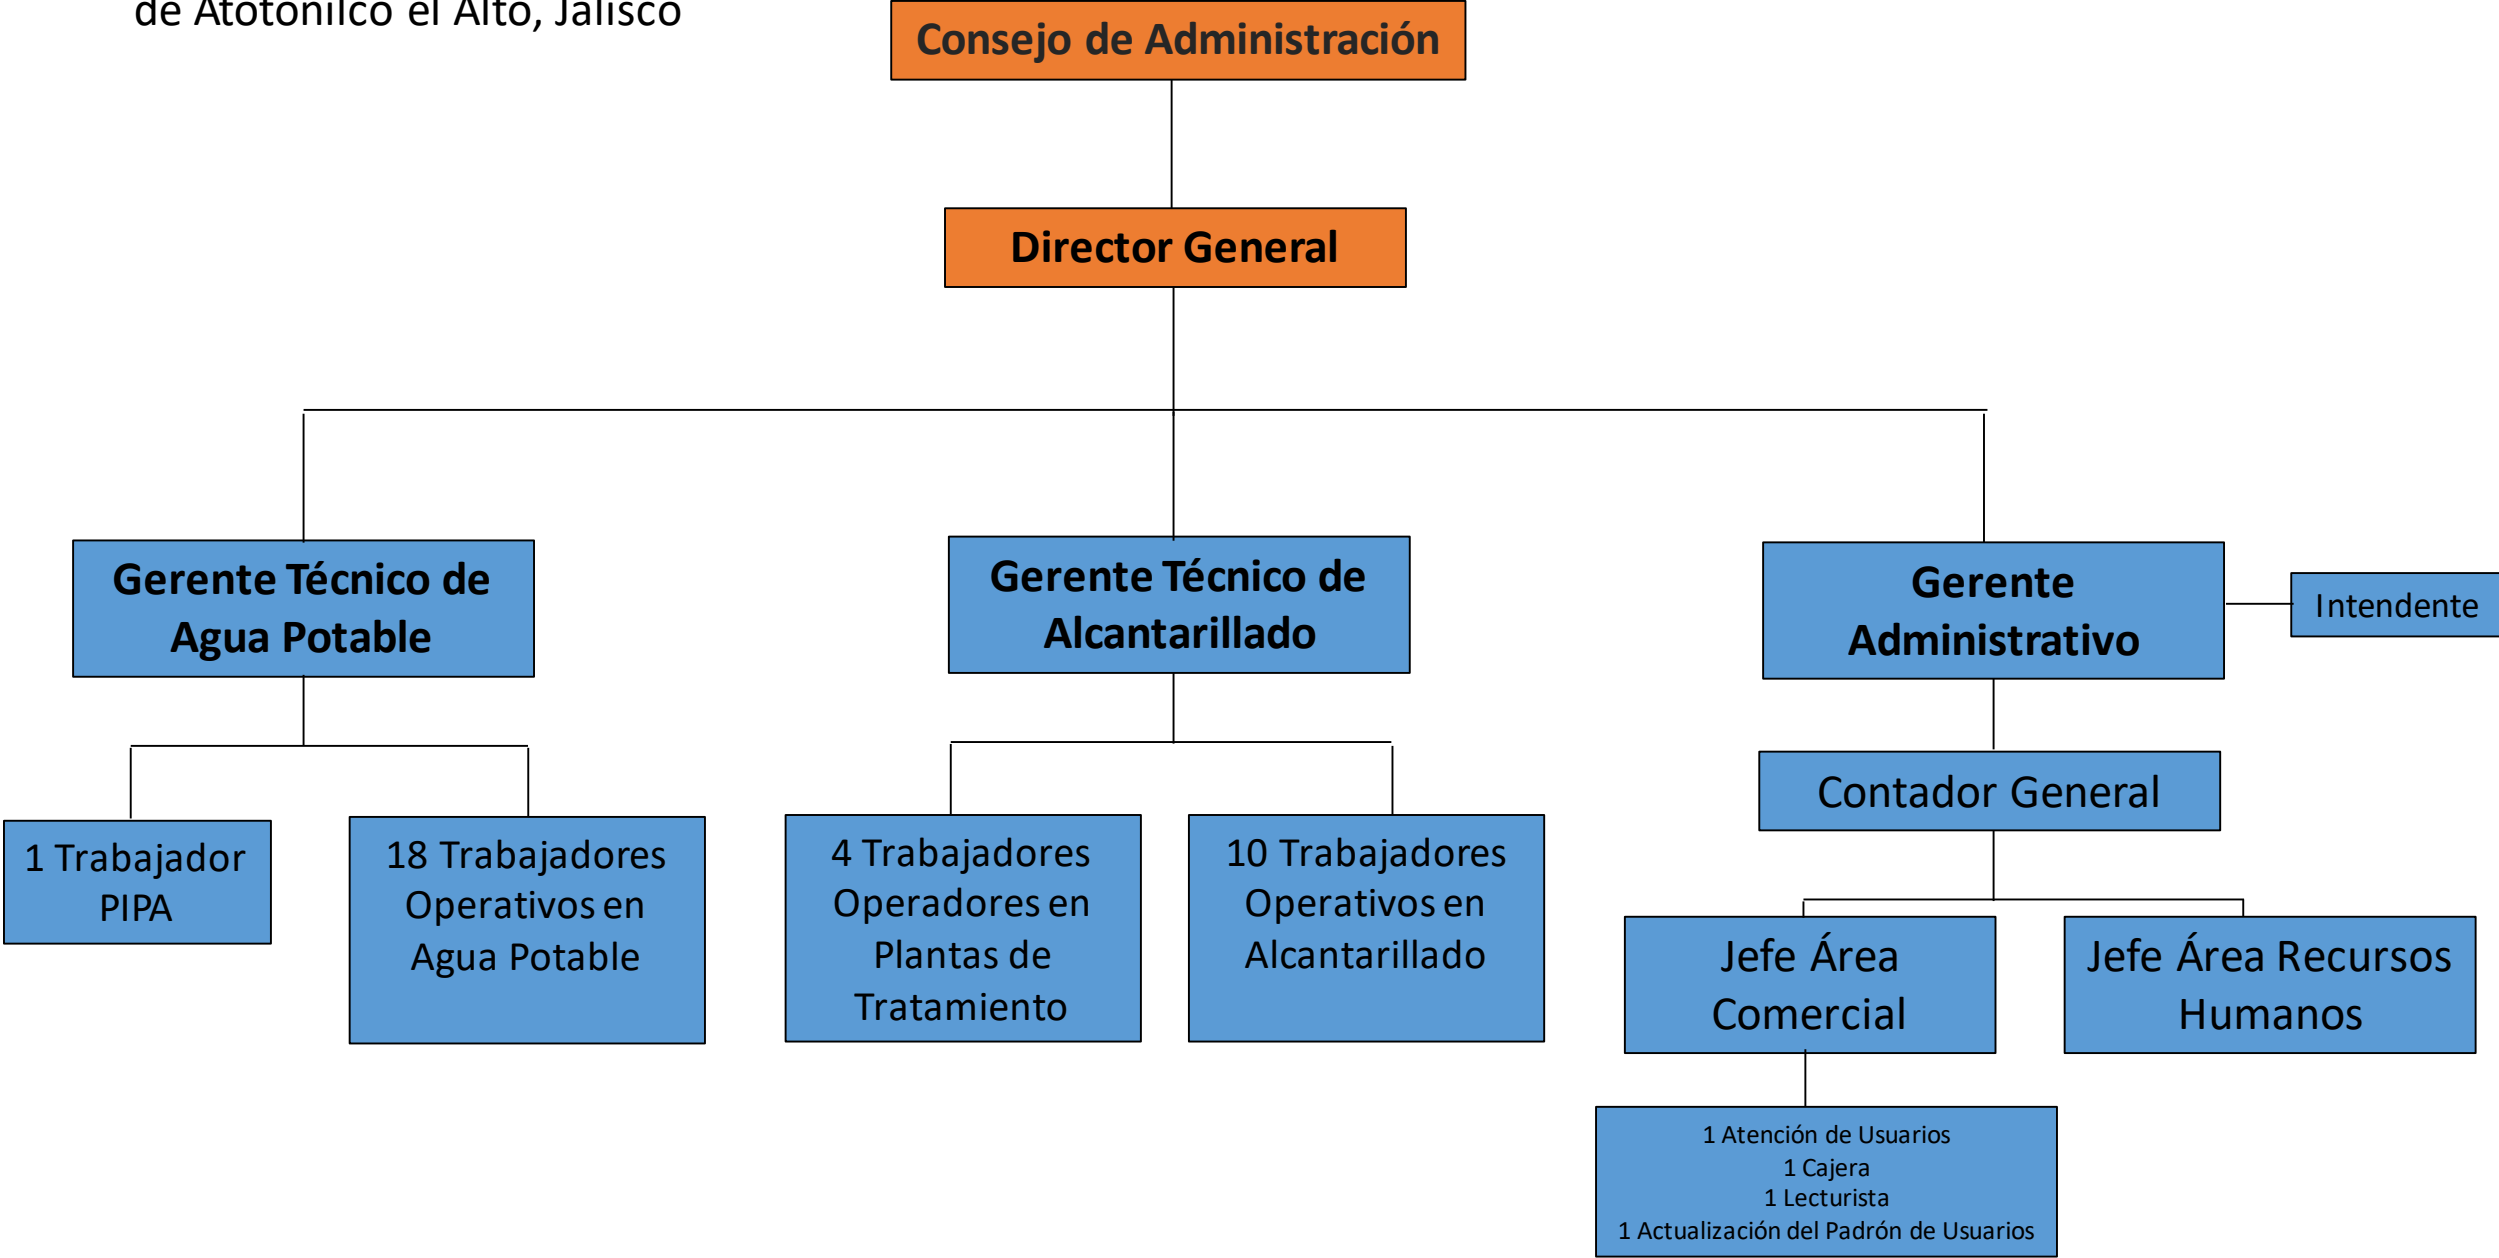 de Atotonilco el Alto, Jalisco
Consejo de Administración
Director General
Gerente Técnico de
Agua Potable
Gerente Técnico de
Alcantarillado
Gerente
Administrativo
Intendente
1 Trabajador
PIPA
18 Trabajadores
Operativos en
Agua Potable
4 Trabajadores
Operadores en
Plantas de
Tratamiento
10 Trabajadores
Operativos en
Alcantarillado
Contador General
Jefe Área
Comercial
Jefe Área Recursos
Humanos
1 Atención de Usuarios
1 Cajera
1 Lecturista
1 Actualización del Padrón de Usuarios